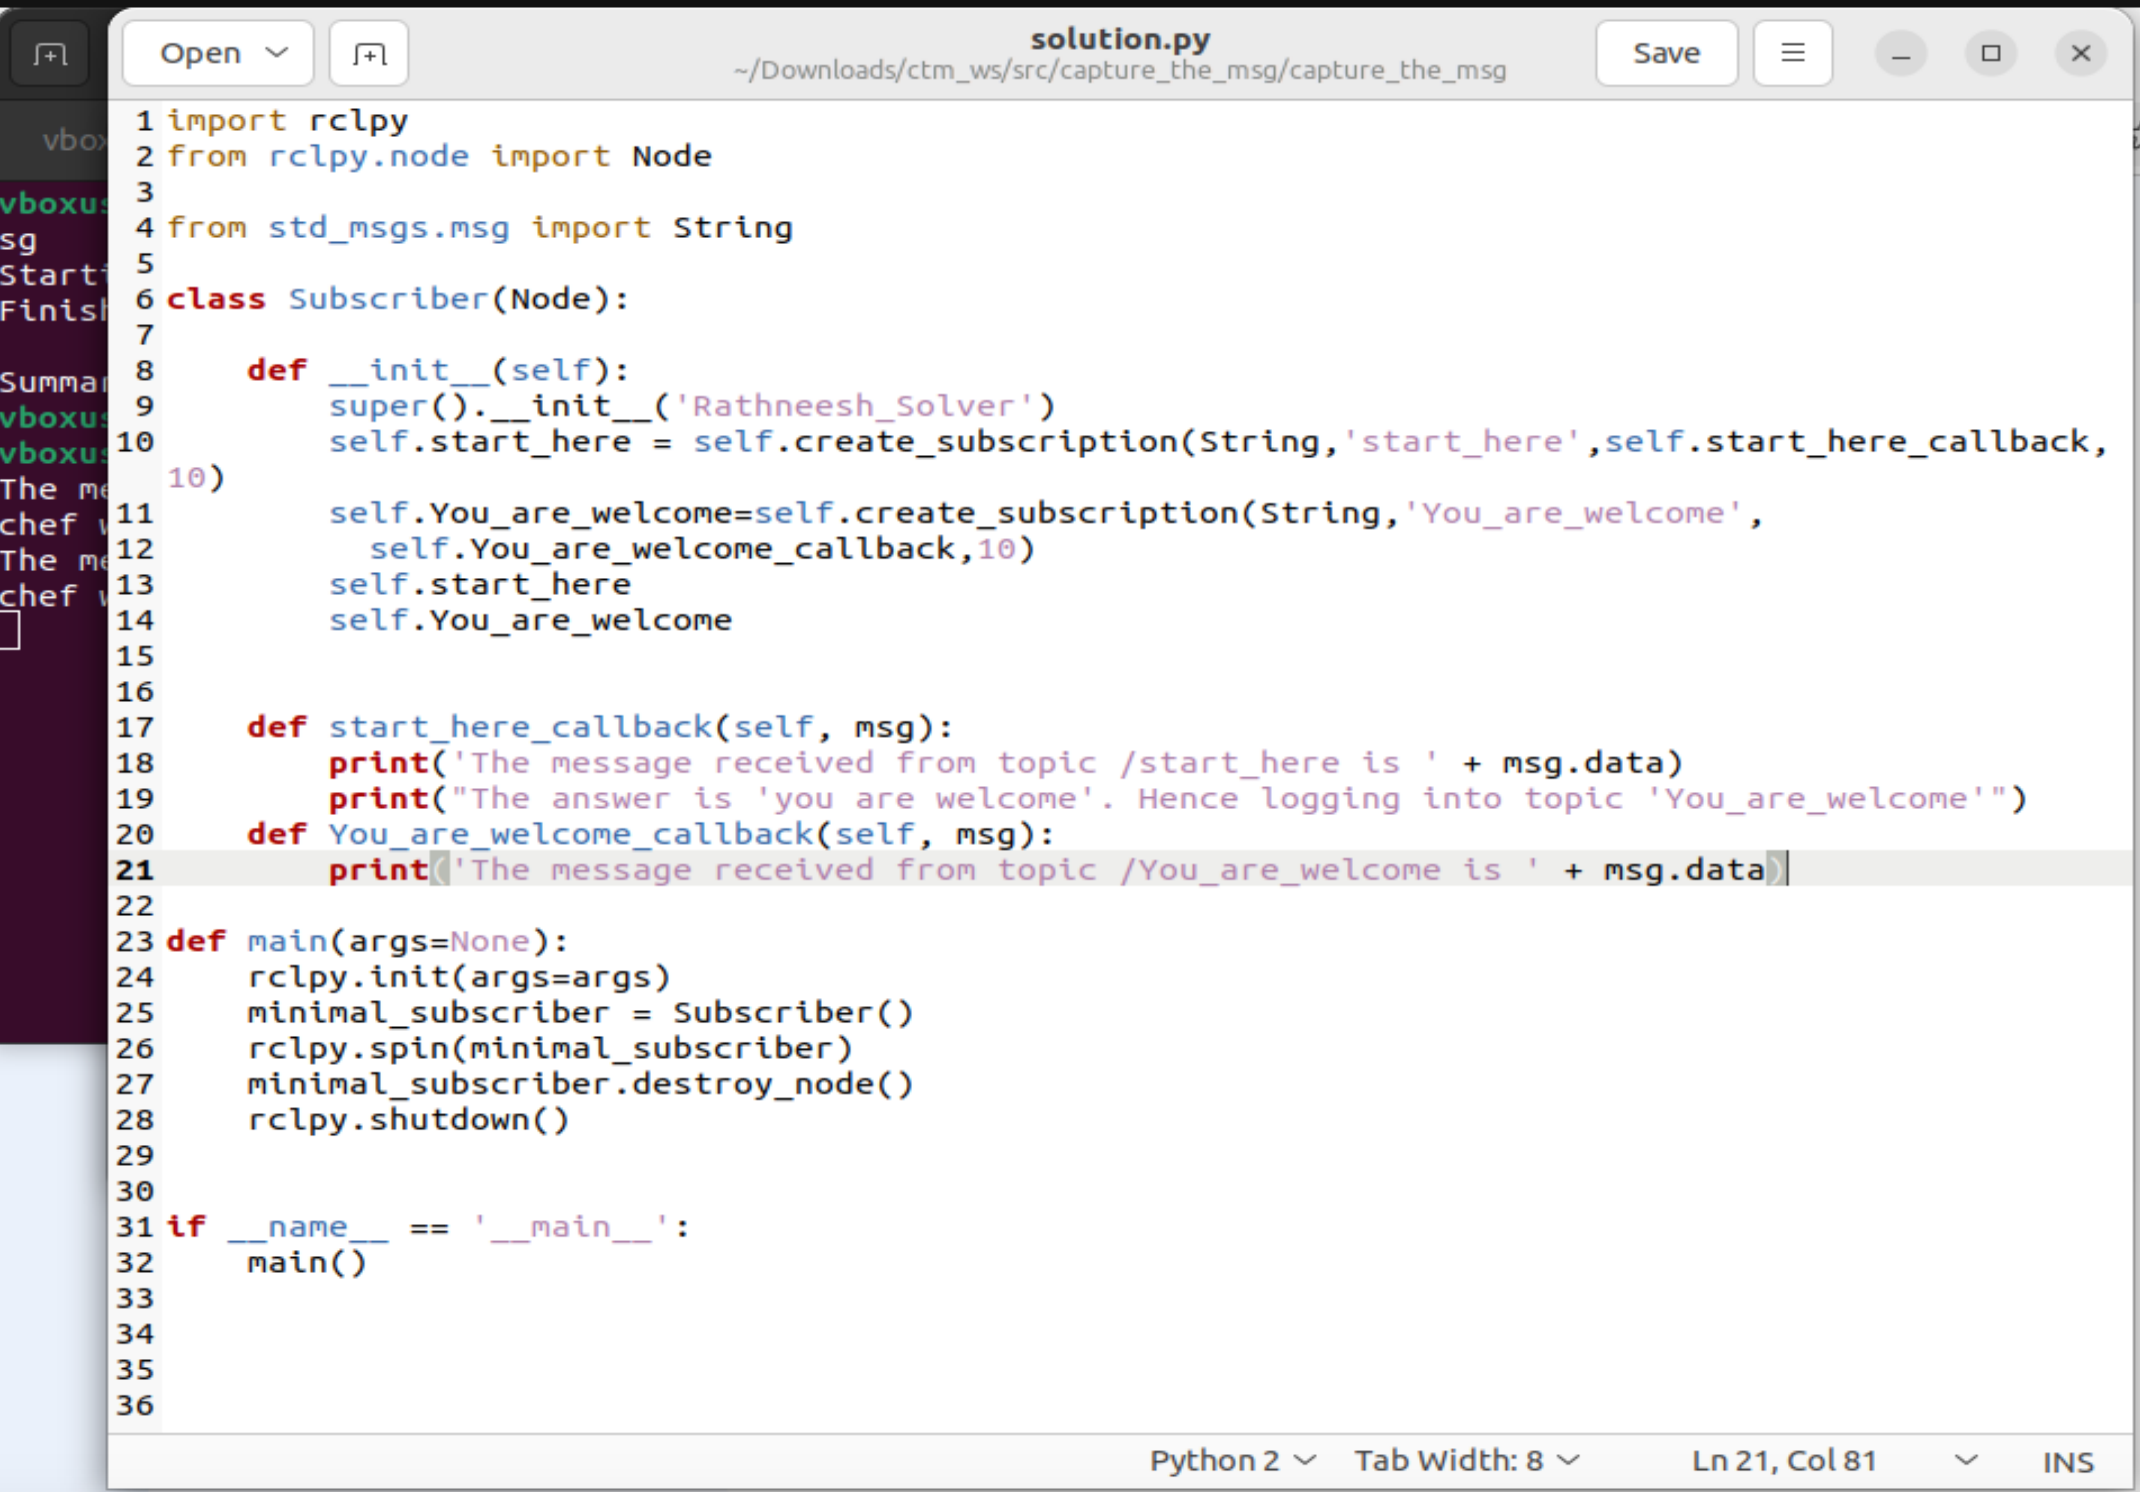 Open
solution.py
~/Downloads/ctm_ws/src/capture_the_msg/capture_the_msg
Save
1 import rclpy
2 from rclpy.node import Node
3
4 from std_msgs.msg import String
5
6 class Subscriber(Node):
7
8     def __init__(self):
9         super().__init__('Rathneesh_Solver')
10         self.start_here = self.create_subscription(String,'start_here',self.start_here_callback,
10)
11         self.You_are_welcome=self.create_subscription(String,'You_are_welcome',
12           self.You_are_welcome_callback,10)
13         self.start_here
14         self.You_are_welcome
15
16
17     def start_here_callback(self, msg):
18         print('The message received from topic /start_here is ' + msg.data)
19         print("The answer is 'you are welcome'. Hence logging into topic 'You_are_welcome'")
20     def You_are_welcome_callback(self, msg):
21         print('The message received from topic /You_are_welcome is ' + msg.data)
22
23 def main(args=None):
24     rclpy.init(args=args)
25     minimal_subscriber = Subscriber()
26     rclpy.spin(minimal_subscriber)
27     minimal_subscriber.destroy_node()
28     rclpy.shutdown()
29
30
31 if __name__ == '__main__':
32     main()
33
34
35
36
Python 2 Tab Width: 8 Ln 21, Col 81 INS
vbox
vboxus
sg
Starti
Finish
Summar
vboxus
vboxus
The me
chef
The me
chef